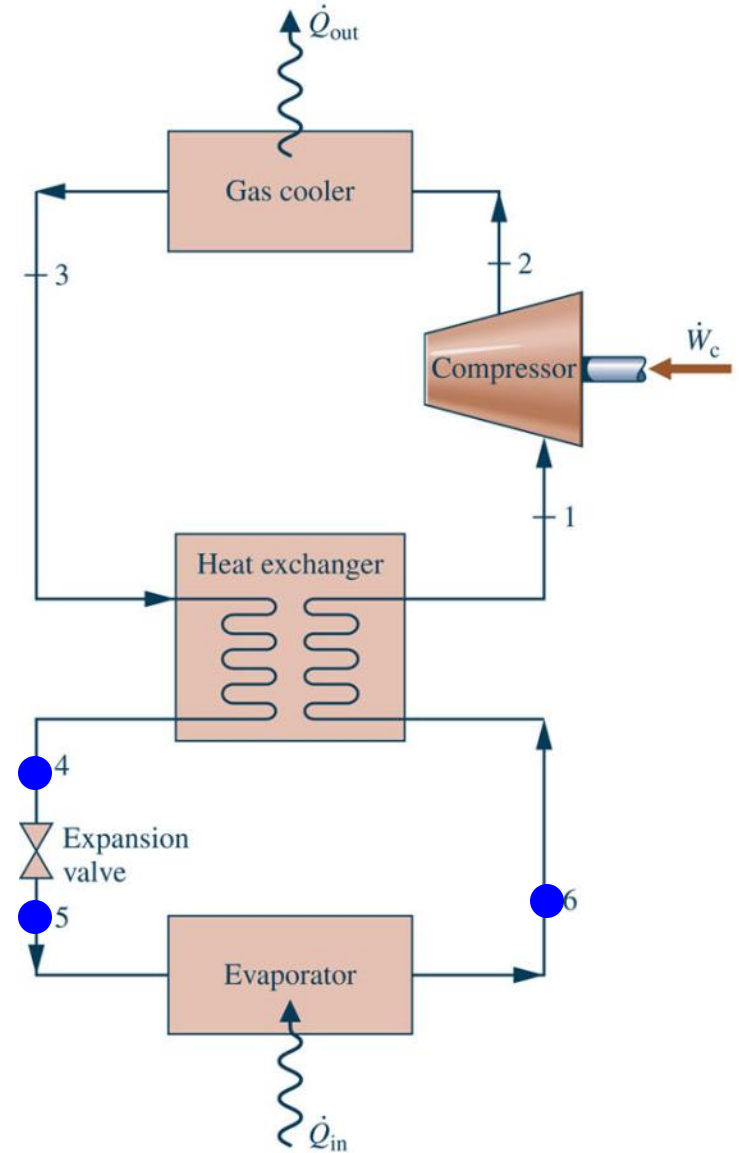 Q̇out
Gas cooler
3
2
Ẇc
Compressor
1
Heat exchanger
4
Expansion
valve
5
6
Evaporator
Q̇in